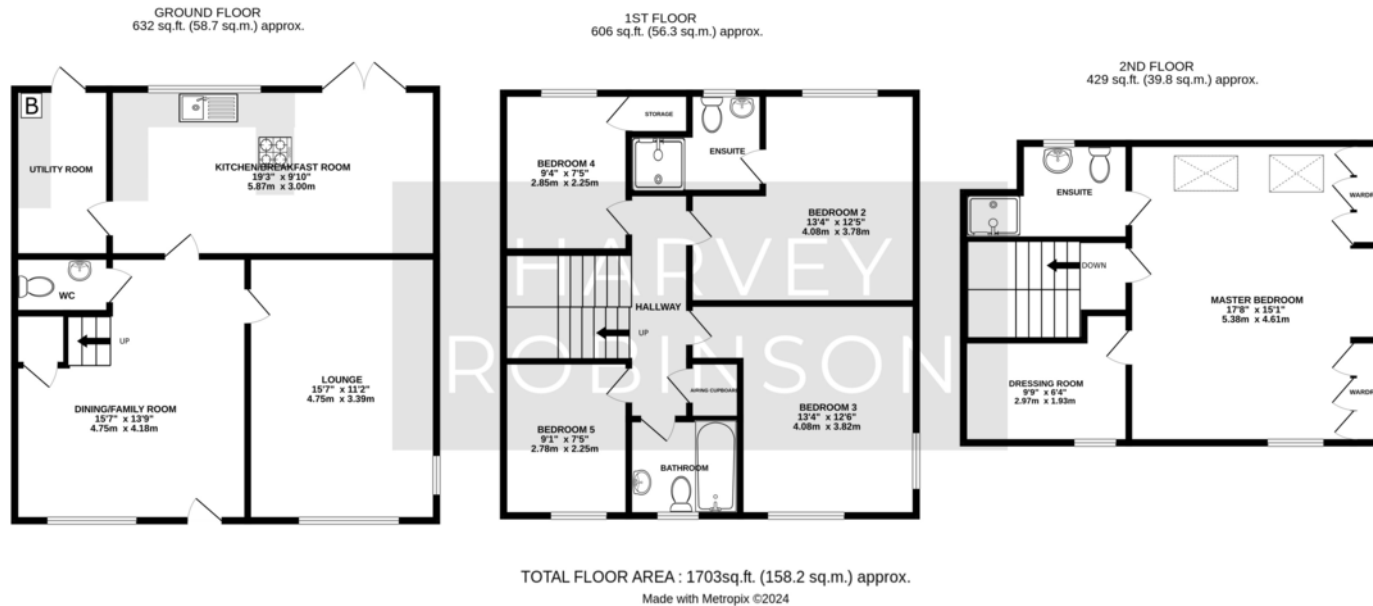 GROUND FLOOR
632 sq.ft. (58.7 sq.m.) approx.
B
UTILITY ROOM
KITCHEN/BREAKFAST ROOM
19'3" x 9'10"
5.87m x 3.00m
WC
UP
LOUNGE
15'7" x 11'2"
4.75m x 3.39m
DINING/FAMILY ROOM
15'7" x 13'9"
4.75m x 4.18m
1ST FLOOR
606 sq.ft. (56.3 sq.m.) approx.
STORAGE
BEDROOM 4
9'4" x 7'5"
2.85m x 2.25m
ENSUITE
BEDROOM 2
13'4" x 12'5"
4.08m x 3.78m
HALLWAY
UP
AIRING CUPBOARD
BEDROOM 3
13'4" x 12'6"
4.08m x 3.82m
BEDROOM 5
9'1" x 7'5"
2.78m x 2.25m
BATHROOM
HARVEY
ROBINSON
2ND FLOOR
429 sq.ft. (39.8 sq.m.) approx.
ENSUITE
WARDR
DOWN
MASTER BEDROOM
17'8" x 15'1"
5.38m x 4.61m
DRESSING ROOM
9'9" x 6'4"
2.97m x 1.93m
WARDR
TOTAL FLOOR AREA : 1703sq.ft. (158.2 sq.m.) approx.
Made with Metropix ©2024